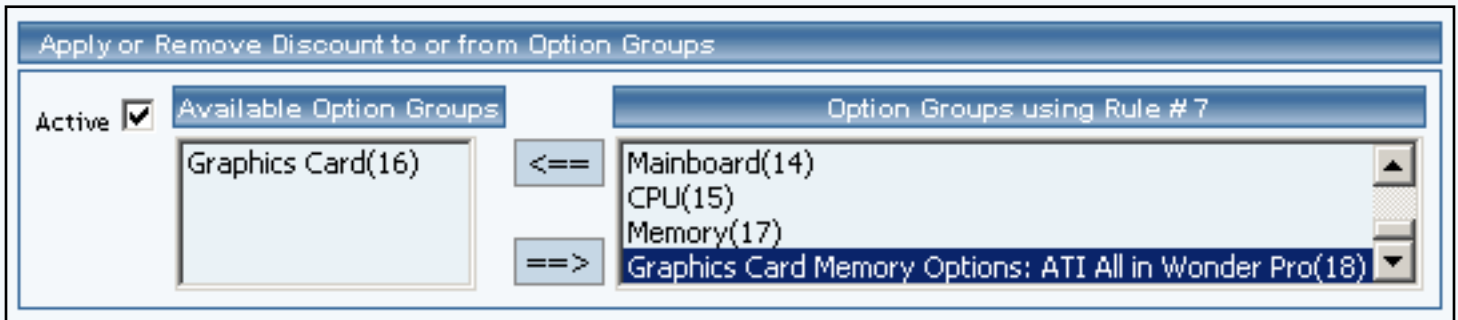 Apply or Remove Discount to or from Option Groups
Active
Available Option Groups
Option Groups using Rule # 7
Graphics Card(16)
<==
==>
Mainboard(14)
CPU(15)
Memory(17)
Graphics Card Memory Options: ATI All in Wonder Pro(18)